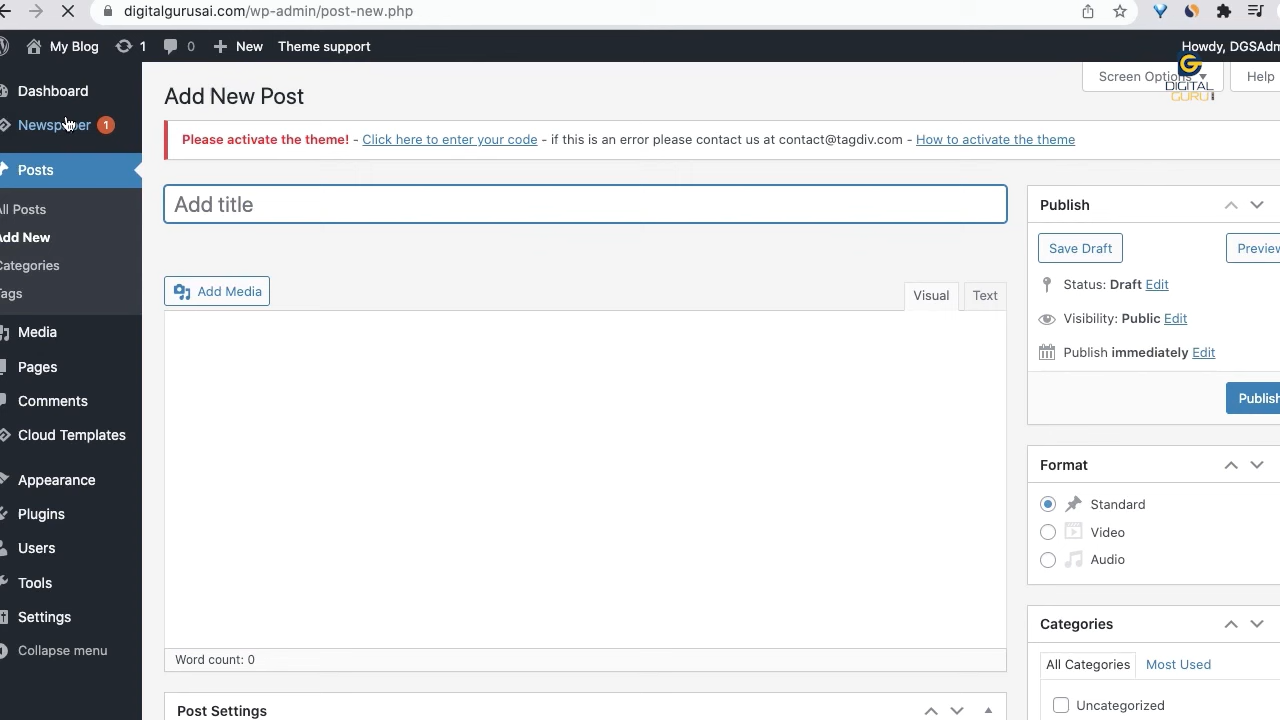 digitalgurusai.com/wp-admin/post-new.php
My Blog 1 0 New Theme support
Howdy, DGSAdm
Dashboard
Newspaper 1
Posts
All Posts
Add New
Categories
Tags
Media
Pages
Comments
Cloud Templates
Appearance
Plugins
Users
Tools
Settings
Collapse menu
Screen Options
Help
DIGITAL
GURU
Add New Post
Please activate the theme! - Click here to enter your code - if this is an error please contact us at contact@tagdiv.com - How to activate the theme
Add title
Add Media
Visual
Text
Word count: 0
Post Settings
Publish
Save Draft
Preview
Status: Draft Edit
Visibility: Public Edit
Publish immediately Edit
Publish
Format
Standard
Video
Audio
Categories
All Categories
Most Used
Uncategorized